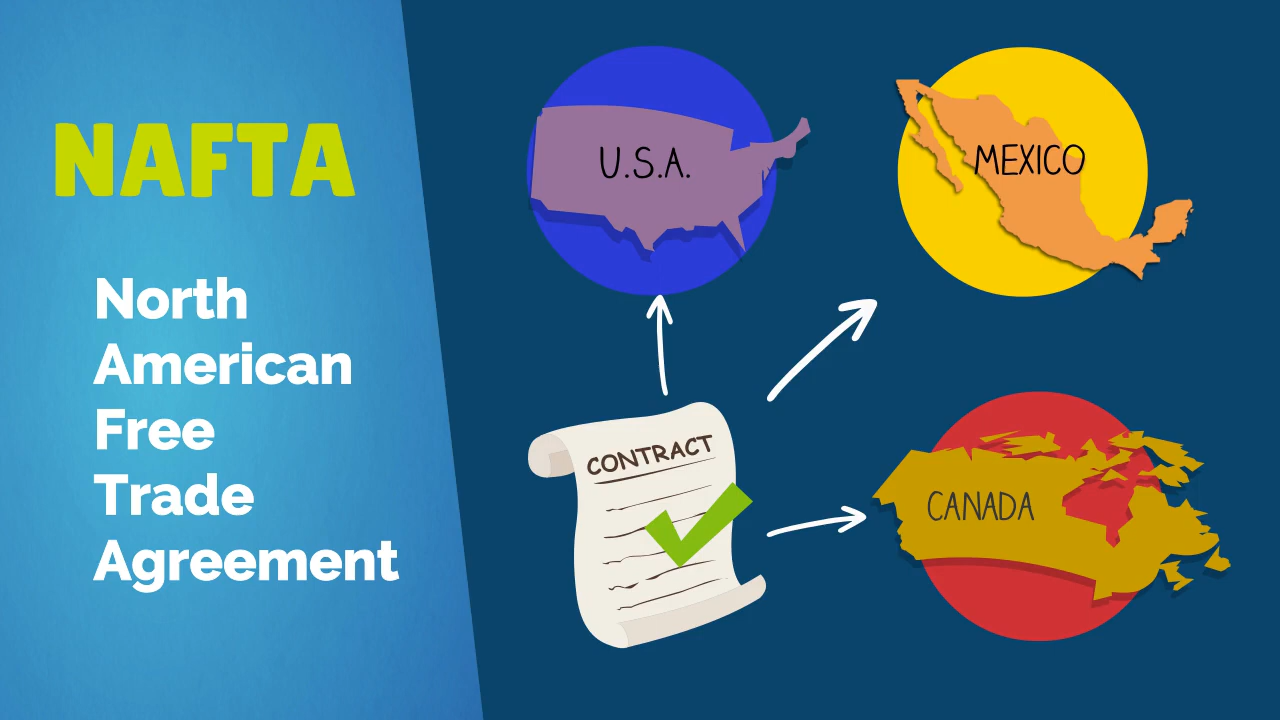 NAFTA
North
American
Free
Trade
Agreement
U.S.A.
MEXICO
CONTRACT
CANADA